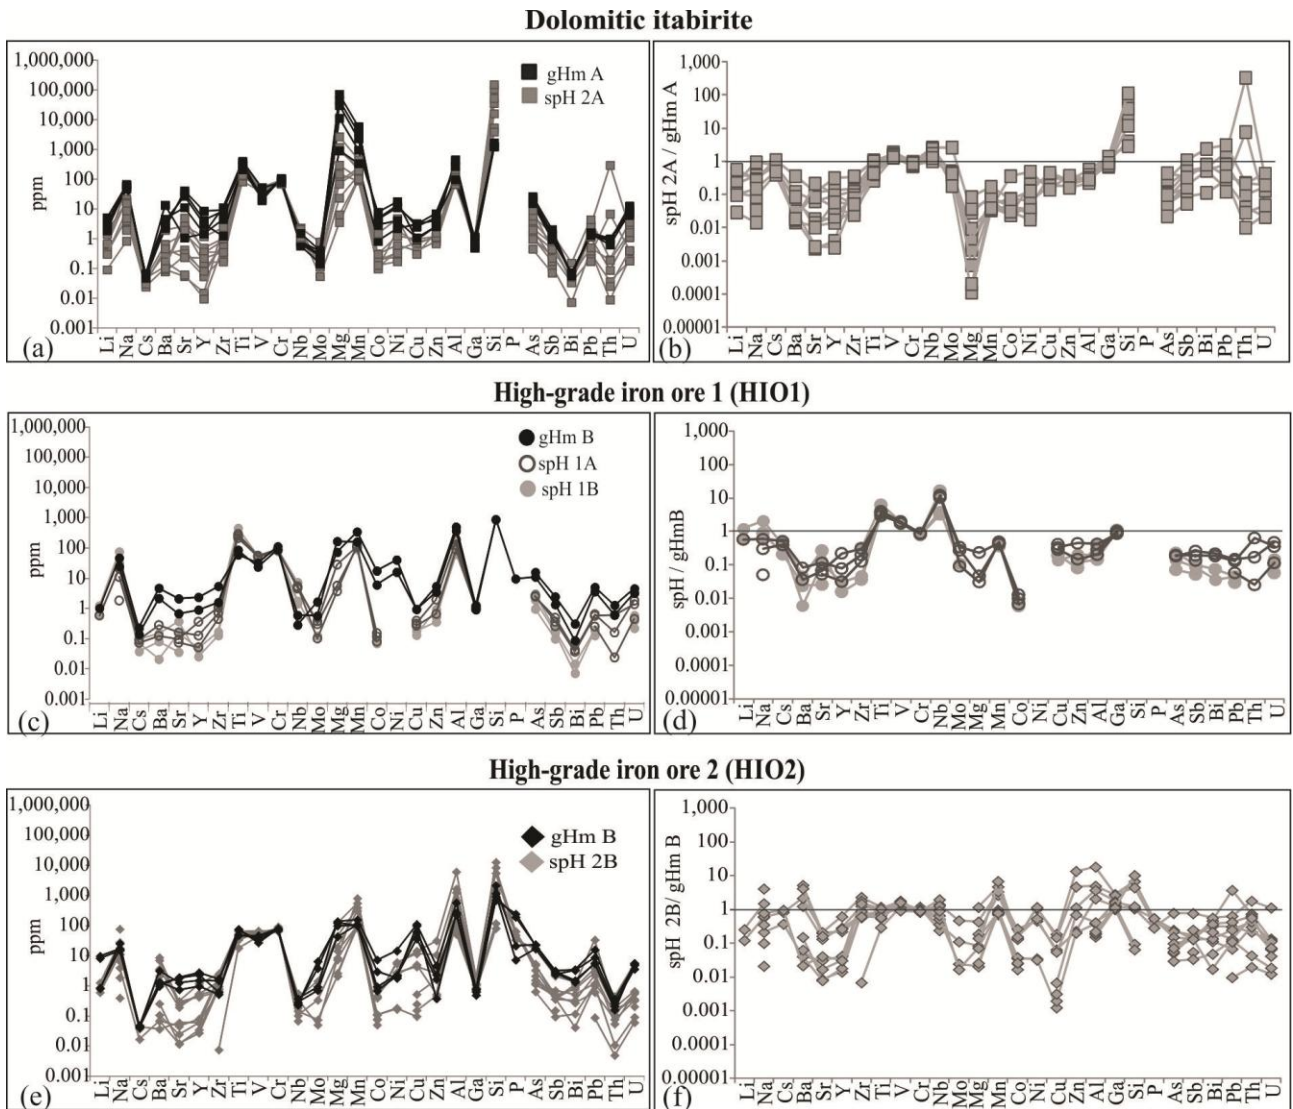 Dolomitic itabirite
1,000,000
100,000
10,000
1,000
100
10
1
0.1
0.01
0.001
ppm
gHm A
spH 2A
Li Na Cs Ba Sr Y Zr Ti V Cr Nb Mo Mg Mn Co Ni Cu Zn Al Ga Si P As Sb Bi Pb Th U
(a)
1,000
100
10
1
0.1
0.01
0.001
0.0001
0.00001
spH 2A / gHm A
Li Na Cs Ba Sr Y Zr Ti V Cr Nb Mo Mg Mn Co Ni Cu Zn Al Ga Si P As Sb Bi Pb Th U
(b)
High-grade iron ore 1 (HIO1)
1,000,000
100,000
10,000
1,000
100
10
1
0.1
0.01
0.001
ppm
gHm B
spH 1A
spH 1B
Li Na Cs Ba Sr Y Zr Ti V Cr Nb Mo Mg Mn Co Ni Cu Zn Al Ga Si P As Sb Bi Pb Th U
(c)
1,000
100
10
1
0.1
0.01
0.001
0.0001
0.00001
spH / gHmB
Li Na Cs Ba Sr Y Zr Ti V Cr Nb Mo Mg Mn Co Ni Cu Zn Al Ga Si P As Sb Bi Pb Th U
(d)
High-grade iron ore 2 (HIO2)
1,000,000
100,000
10,000
1,000
100
10
1
0.1
0.01
0.001
ppm
gHm B
spH 2B
Li Na Cs Ba Sr Y Zr Ti V Cr Nb Mo Mg Mn Co Ni Cu Zn Al Ga Si P As Sb Bi Pb Th U
(e)
1,000
100
10
1
0.1
0.01
0.001
0.0001
0.00001
spH 2B/ gHm B
Li Na Cs Ba Sr Y Zr Ti V Cr Nb Mo Mg Mn Co Ni Cu Zn Al Ga Si P As Sb Bi Pb Th U
(f)